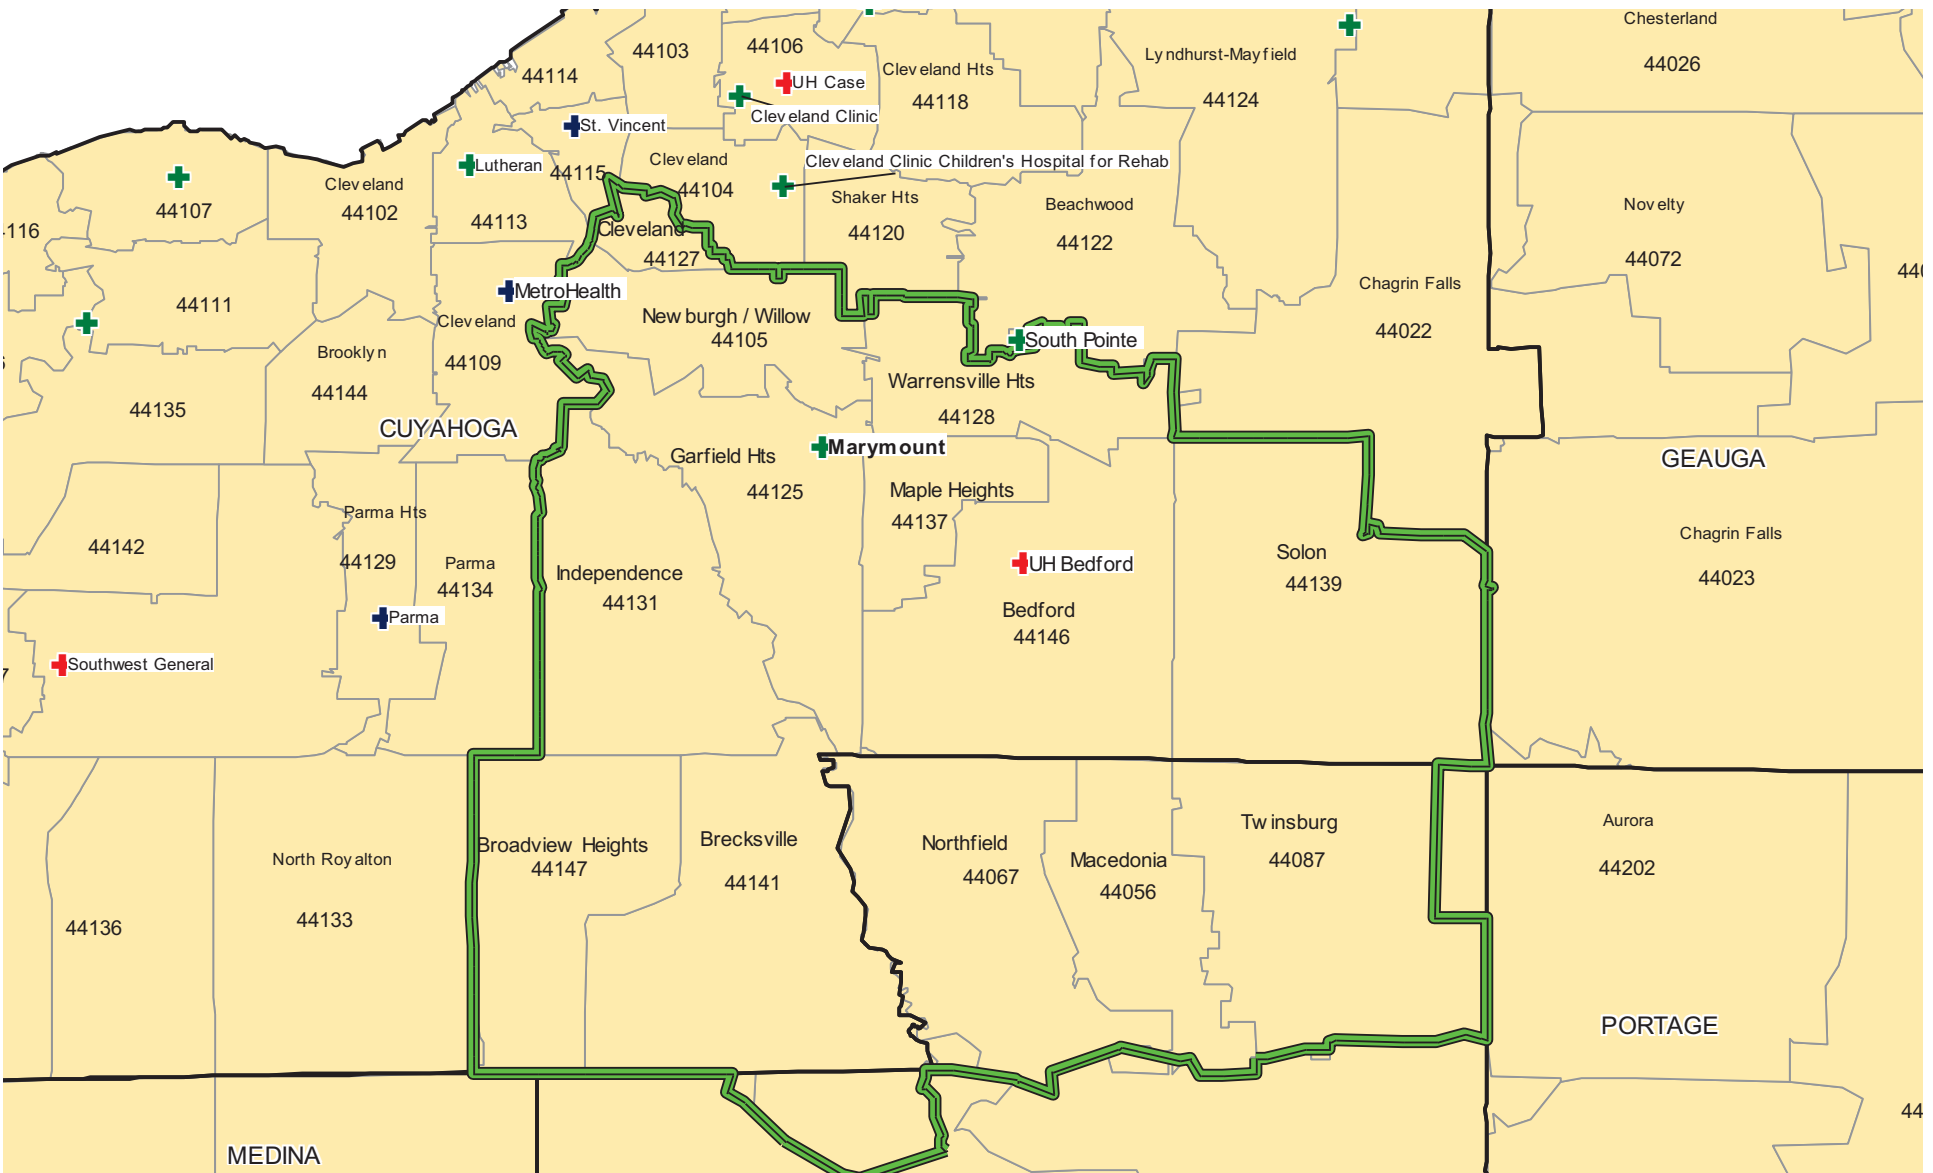 Chesterland
44026
44103
44106
44114
UH Case
Cleveland Hts
44118
Lyndhurst-Mayfield
44124
Cleveland Clinic
St. Vincent
Lutheran
44115
Cleveland
44104
Cleveland Clinic Children's Hospital for Rehab
Cleveland
44102
44107
44113
Shaker Hts
44120
Beachwood
44122
Novelty
44072
Cleveland
44127
44111
MetroHealth
Chagrin Falls
44022
Cleveland
44109
Newburgh / Willow
44105
South Pointe
Brooklyn
44144
44135
CUYAHOGA
Warrensville Hts
44128
Marymount
Garfield Hts
44125
GEAUGA
Maple Heights
44137
Parma Hts
44129
44142
Parma
44134
Independence
44131
UH Bedford
Bedford
44146
Solon
44139
Chagrin Falls
44023
Parma
Southwest General
Broadview Heights
44147
Brecksville
44141
Northfield
44067
Macedonia
44056
Twinsburg
44087
Aurora
44202
North Royalton
44133
44136
PORTAGE
MEDINA